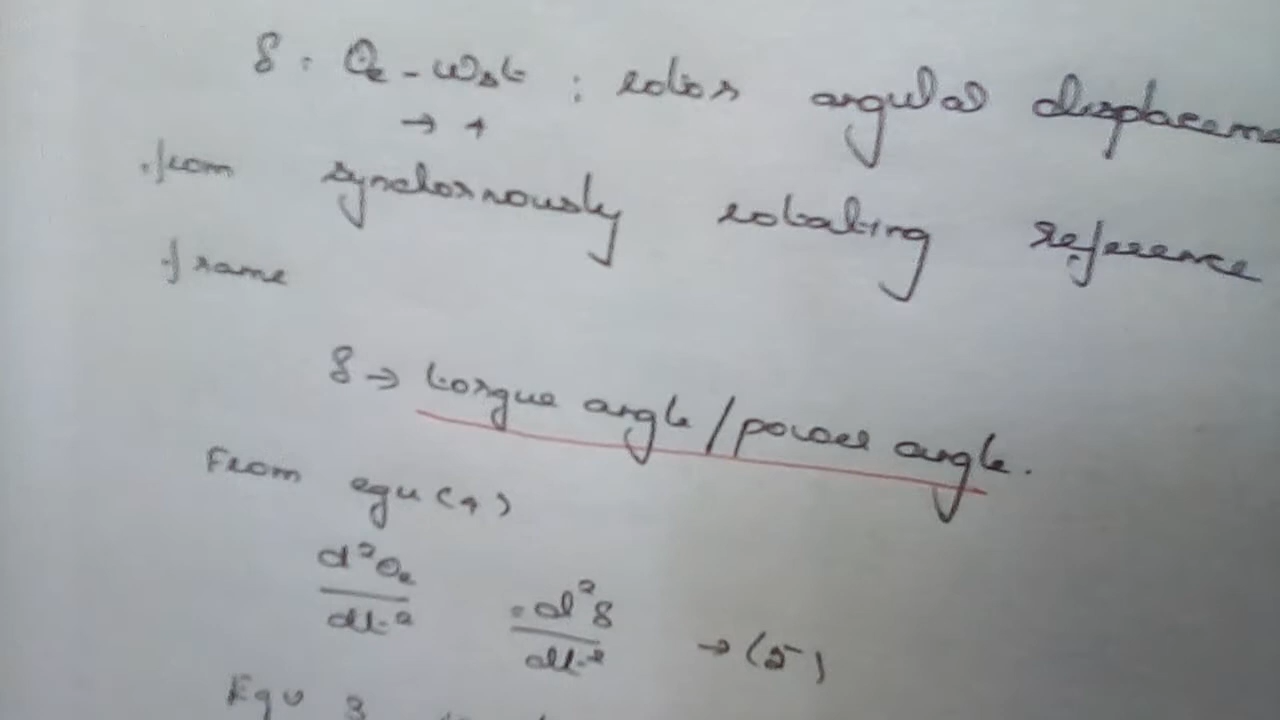 δ = θe - ωst : rotor angular displaceme
→ 4
from synchornously rotating reference
frame
δ → torque angle / power angle.
From equ (4)
d²θe/dt² = d²δ/dt² → (5)
Equ 3